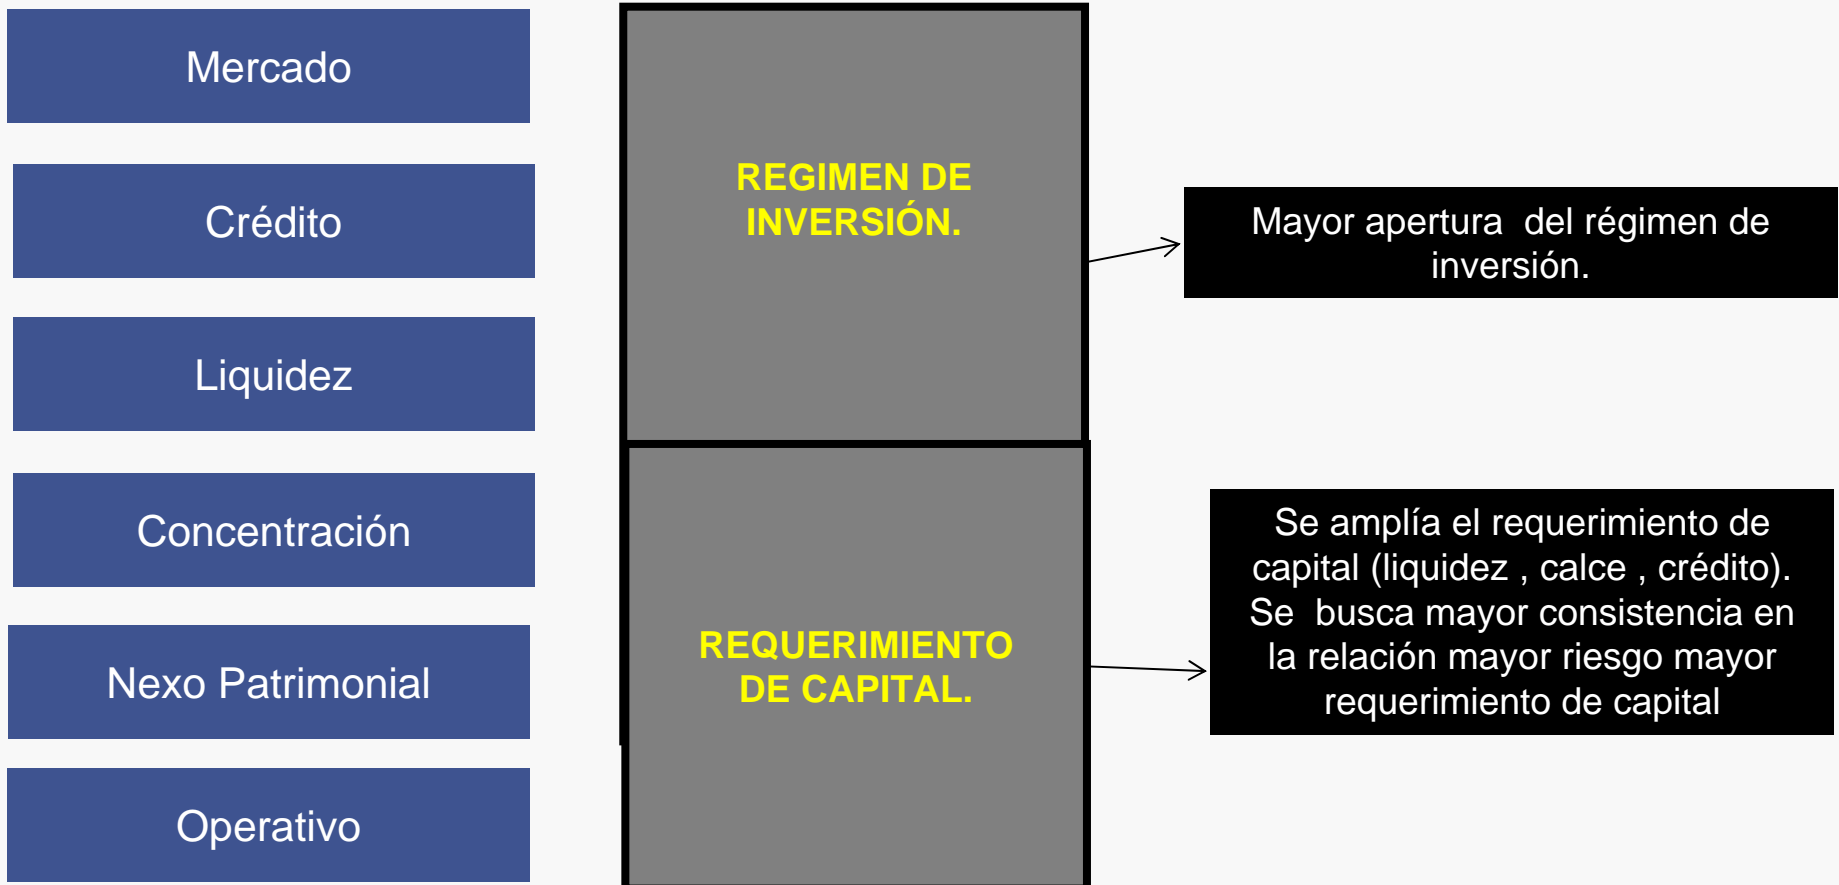 Mercado
Crédito
Liquidez
Concentración
Nexo Patrimonial
Operativo
REGIMEN DE
INVERSIÓN.
REQUERIMIENTO
DE CAPITAL.
Mayor apertura  del régimen de
inversión.
Se amplía el requerimiento de
capital (liquidez , calce , crédito).
Se  busca mayor consistencia en
la relación mayor riesgo mayor
requerimiento de capital